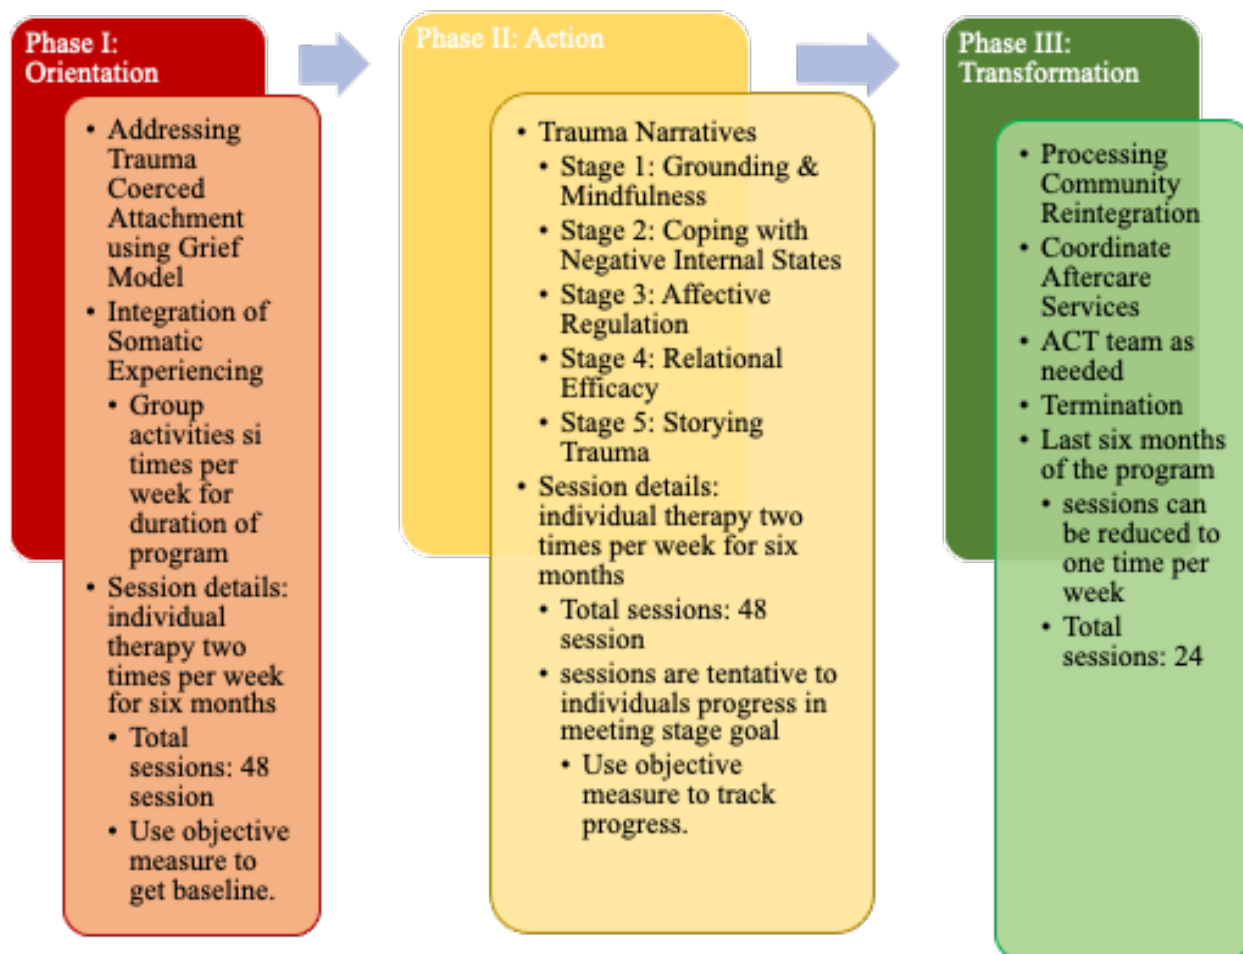 Phase I:
Orientation
• Addressing
Trauma
Coerced
Attachment
using Grief
Model
• Integration of
Somatic
Experiencing
• Group
activities si
times per
week for
duration of
program
• Session details:
individual
therapy two
times per week
for six months
• Total
sessions: 48
session
• Use objective
measure to
get baseline.
Phase II: Action
• Trauma Narratives
• Stage 1: Grounding &
Mindfulness
• Stage 2: Coping with
Negative Internal States
• Stage 3: Affective
Regulation
• Stage 4: Relational
Efficacy
• Stage 5: Storying
Trauma
• Session details:
individual therapy two
times per week for six
months
• Total sessions: 48
session
• sessions are tentative to
individuals progress in
meeting stage goal
• Use objective
measure to track
progress.
Phase III:
Transformation
• Processing
Community
Reintegration
• Coordinate
Aftercare
Services
• ACT team as
needed
• Termination
• Last six months
of the program
• sessions can
be reduced to
one time per
week
• Total
sessions: 24